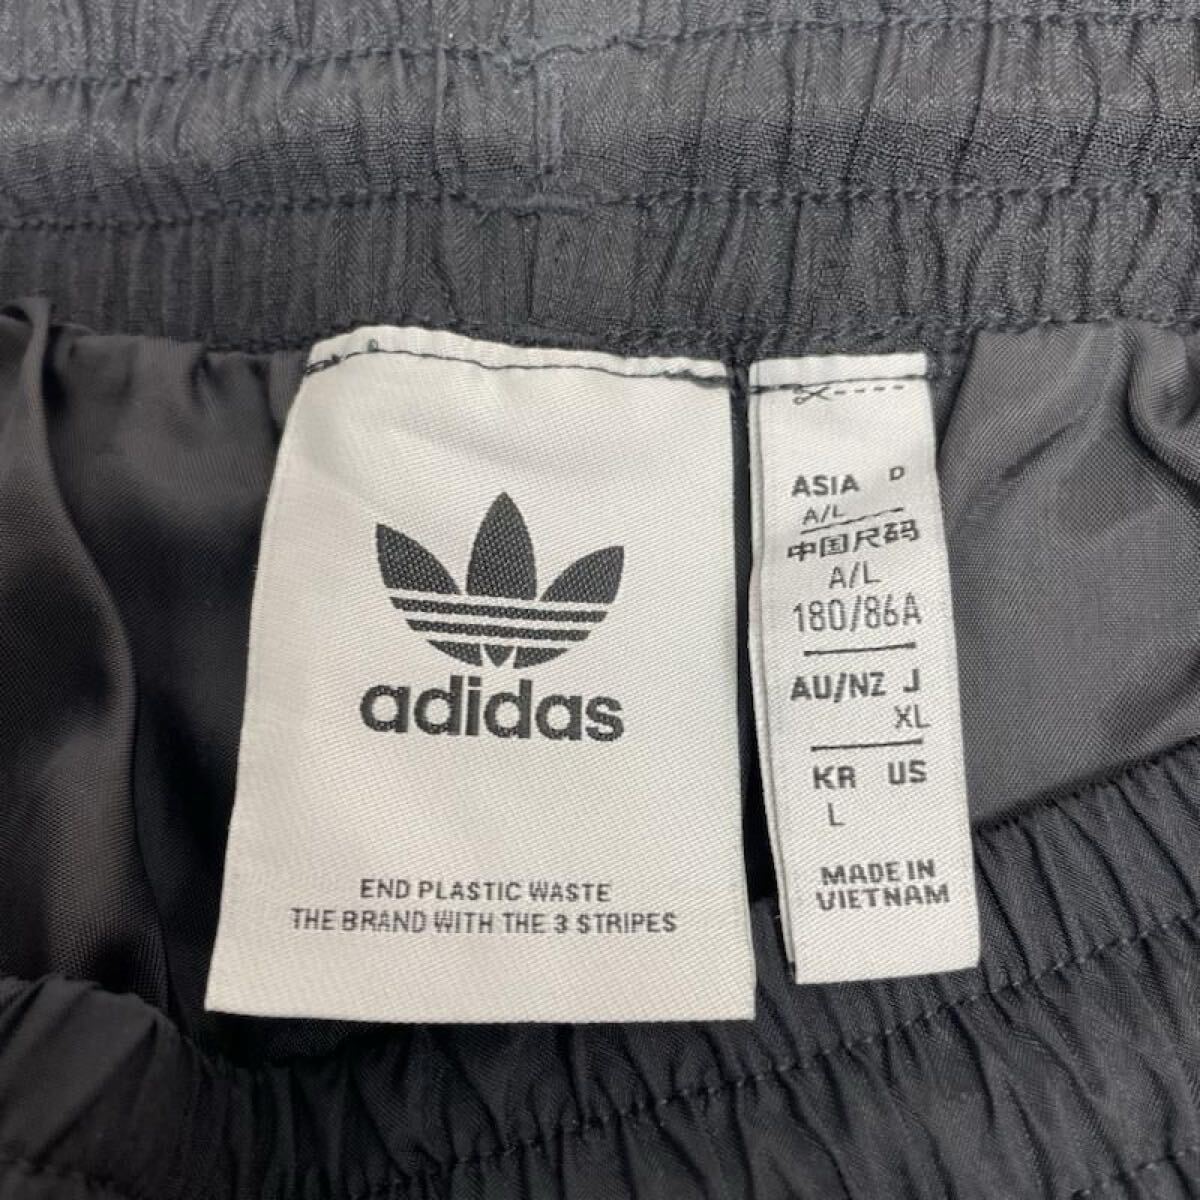 adidas
END PLASTIC WASTE
THE BRAND WITH THE 3 STRIPES
ASIA D
A/L
中国尺码
A/L
180/86A
AU/NZ J
XL
KR US
L
MADE IN
VIETNAM